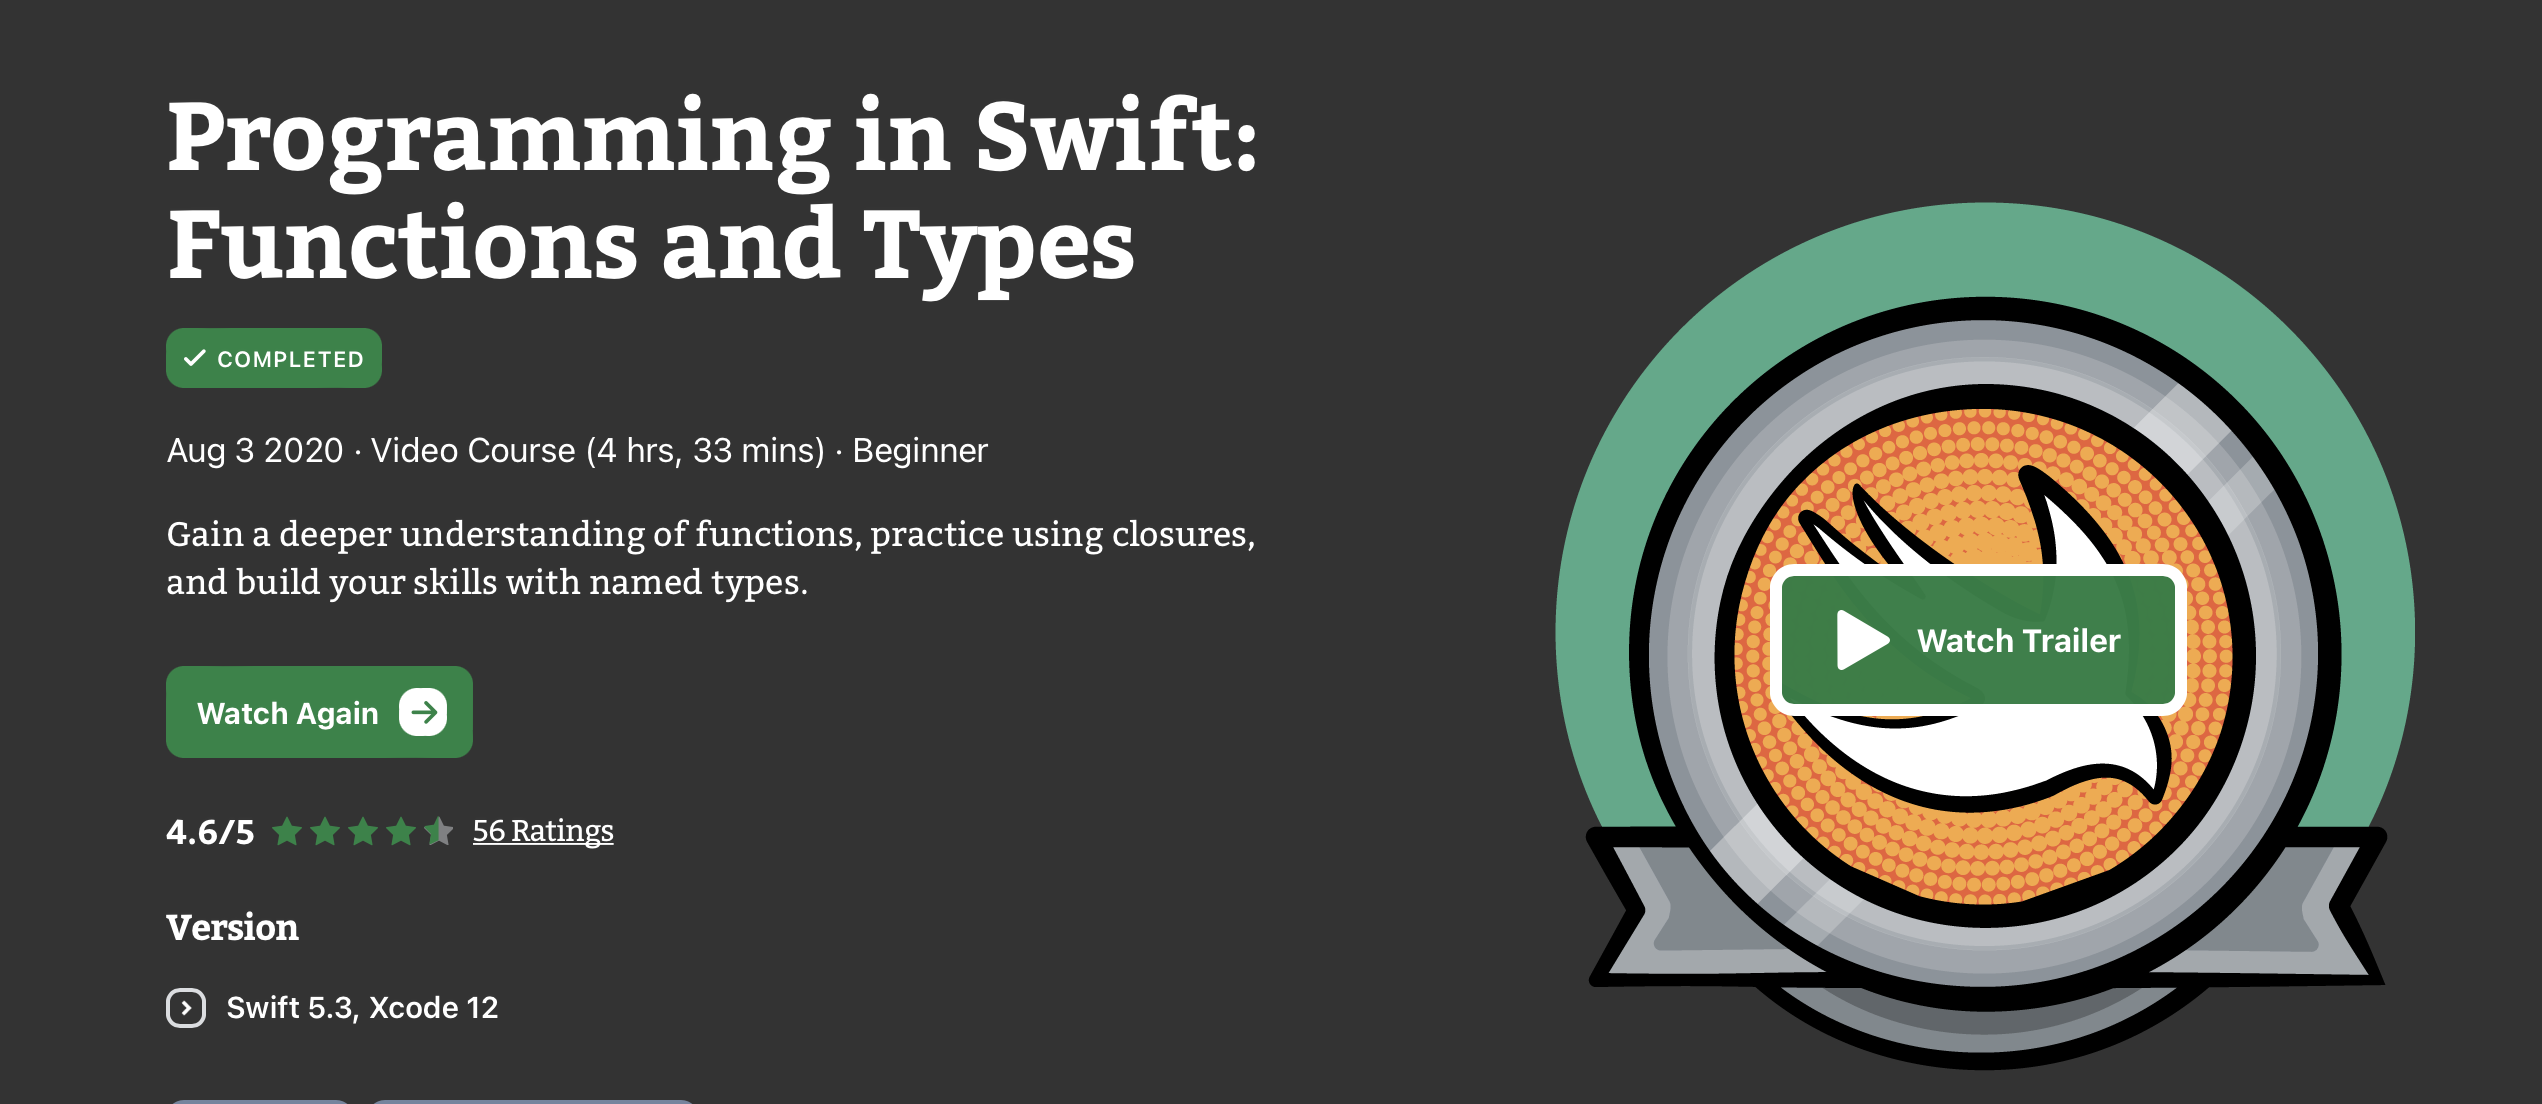 Programming in Swift:
Functions and Types
COMPLETED
Aug 3 2020 · Video Course (4 hrs, 33 mins) · Beginner
Gain a deeper understanding of functions, practice using closures,
and build your skills with named types.
Watch Trailer
Watch Again
4.6/5 56 Ratings
Version
Swift 5.3, Xcode 12